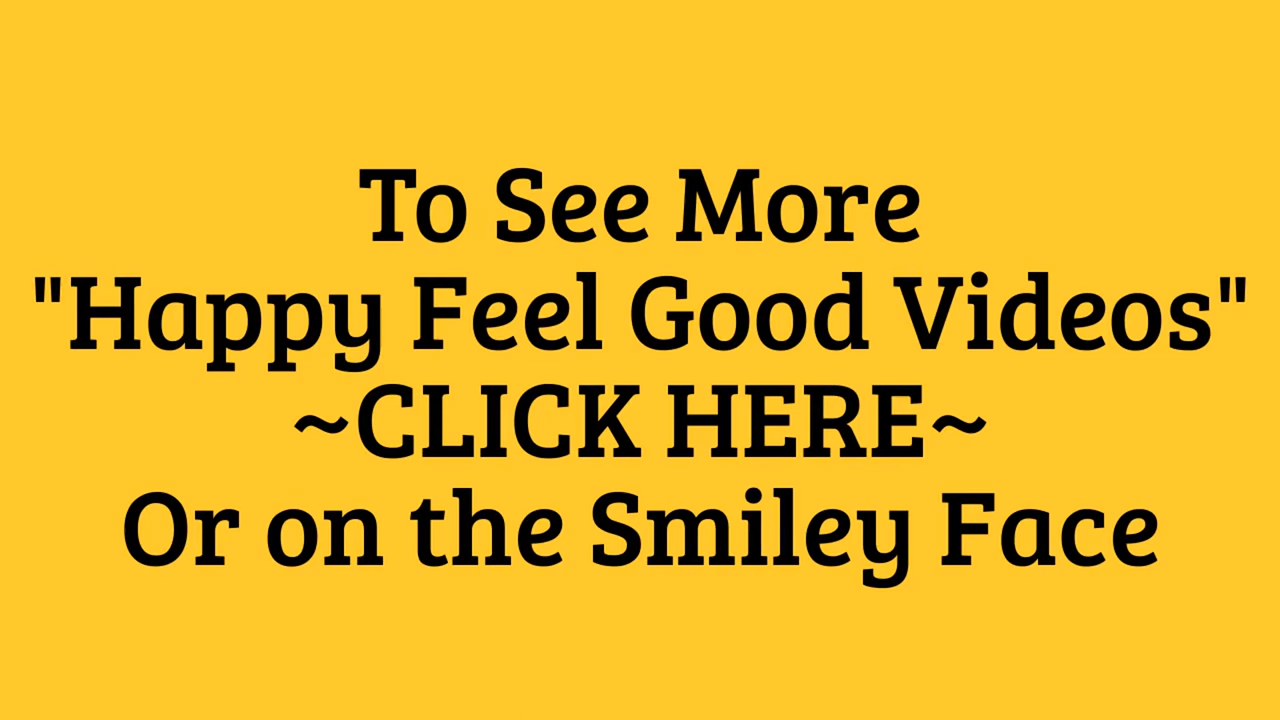 To See More
"Happy Feel Good Videos"
~CLICK HERE~
Or on the Smiley Face